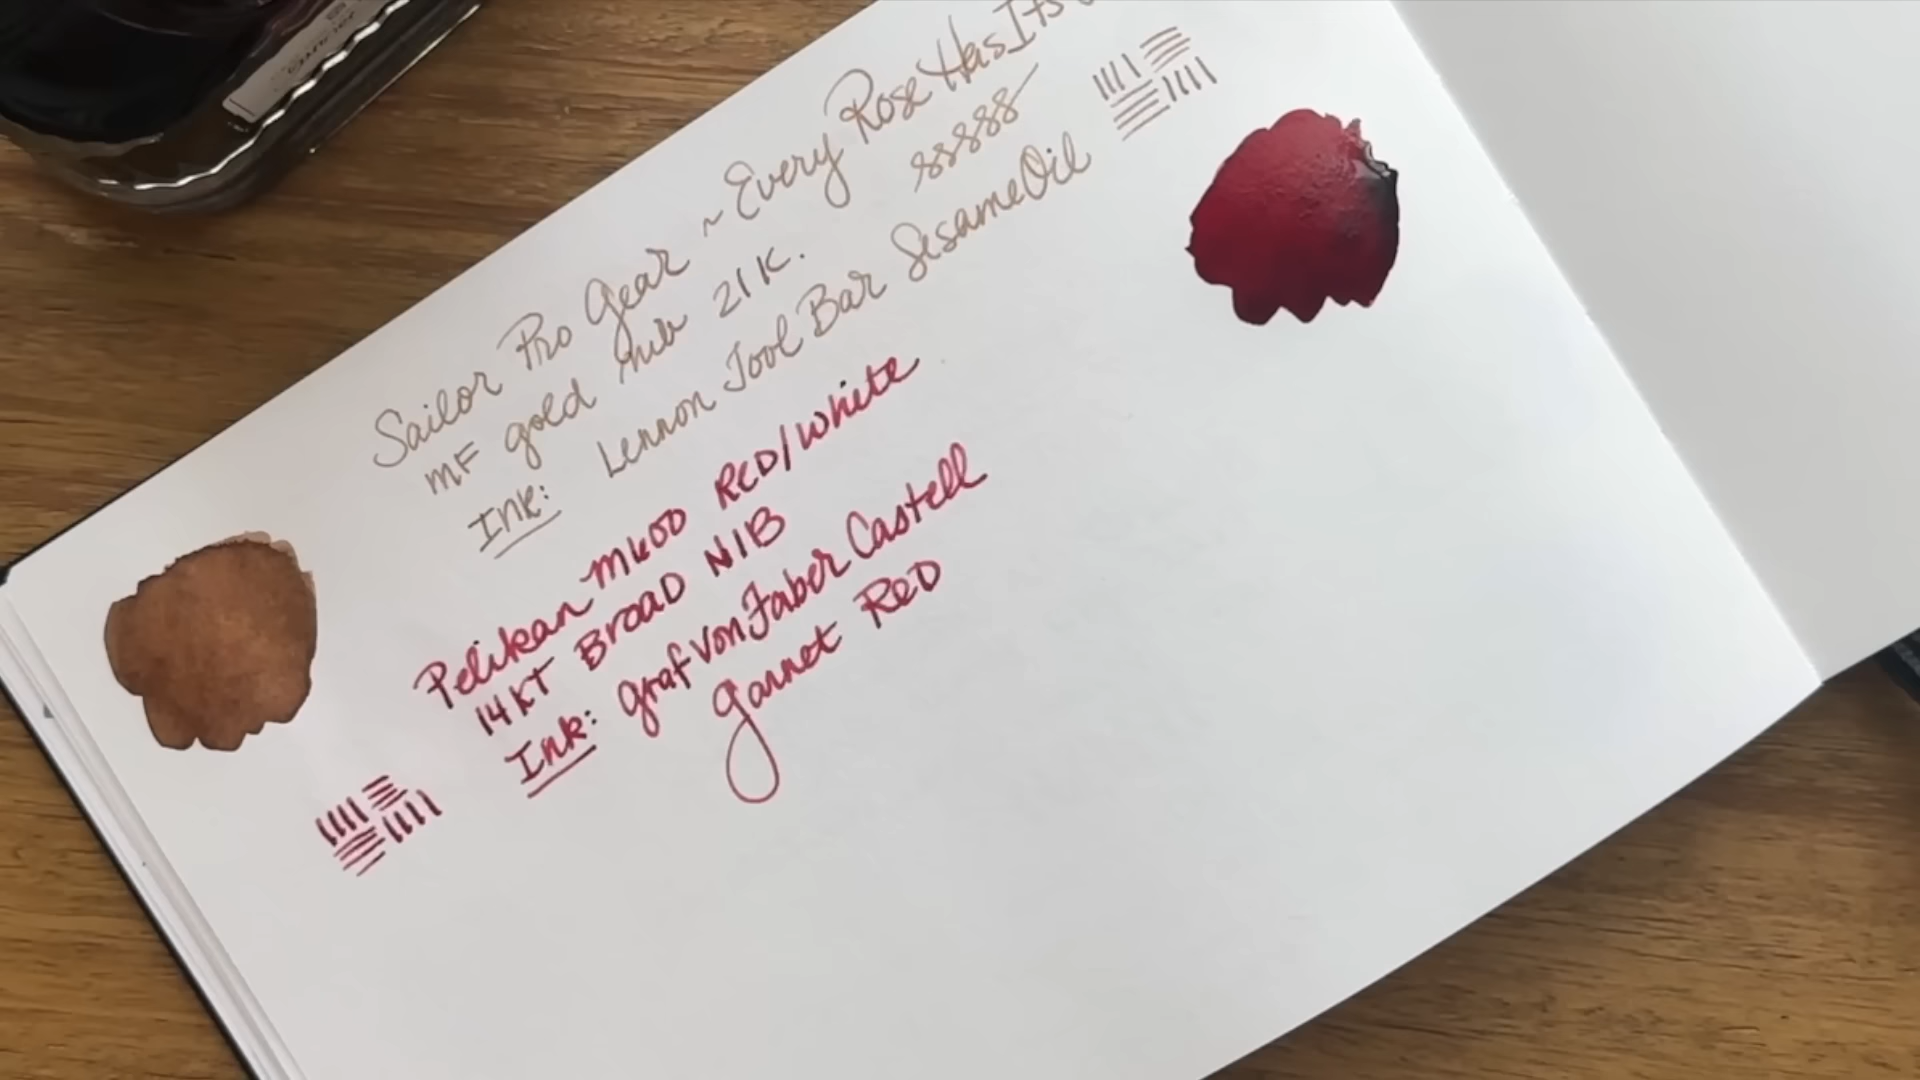 Sailor Pro Gear ~ Every Rose Has Its
MF gold nib 21K. 8888
Ink: Lennon Tool Bar Sesame Oil
Pelikan M600 RED/White
14KT BROAD NIB
Ink: Graf Von Faber Castell
Garnet RED